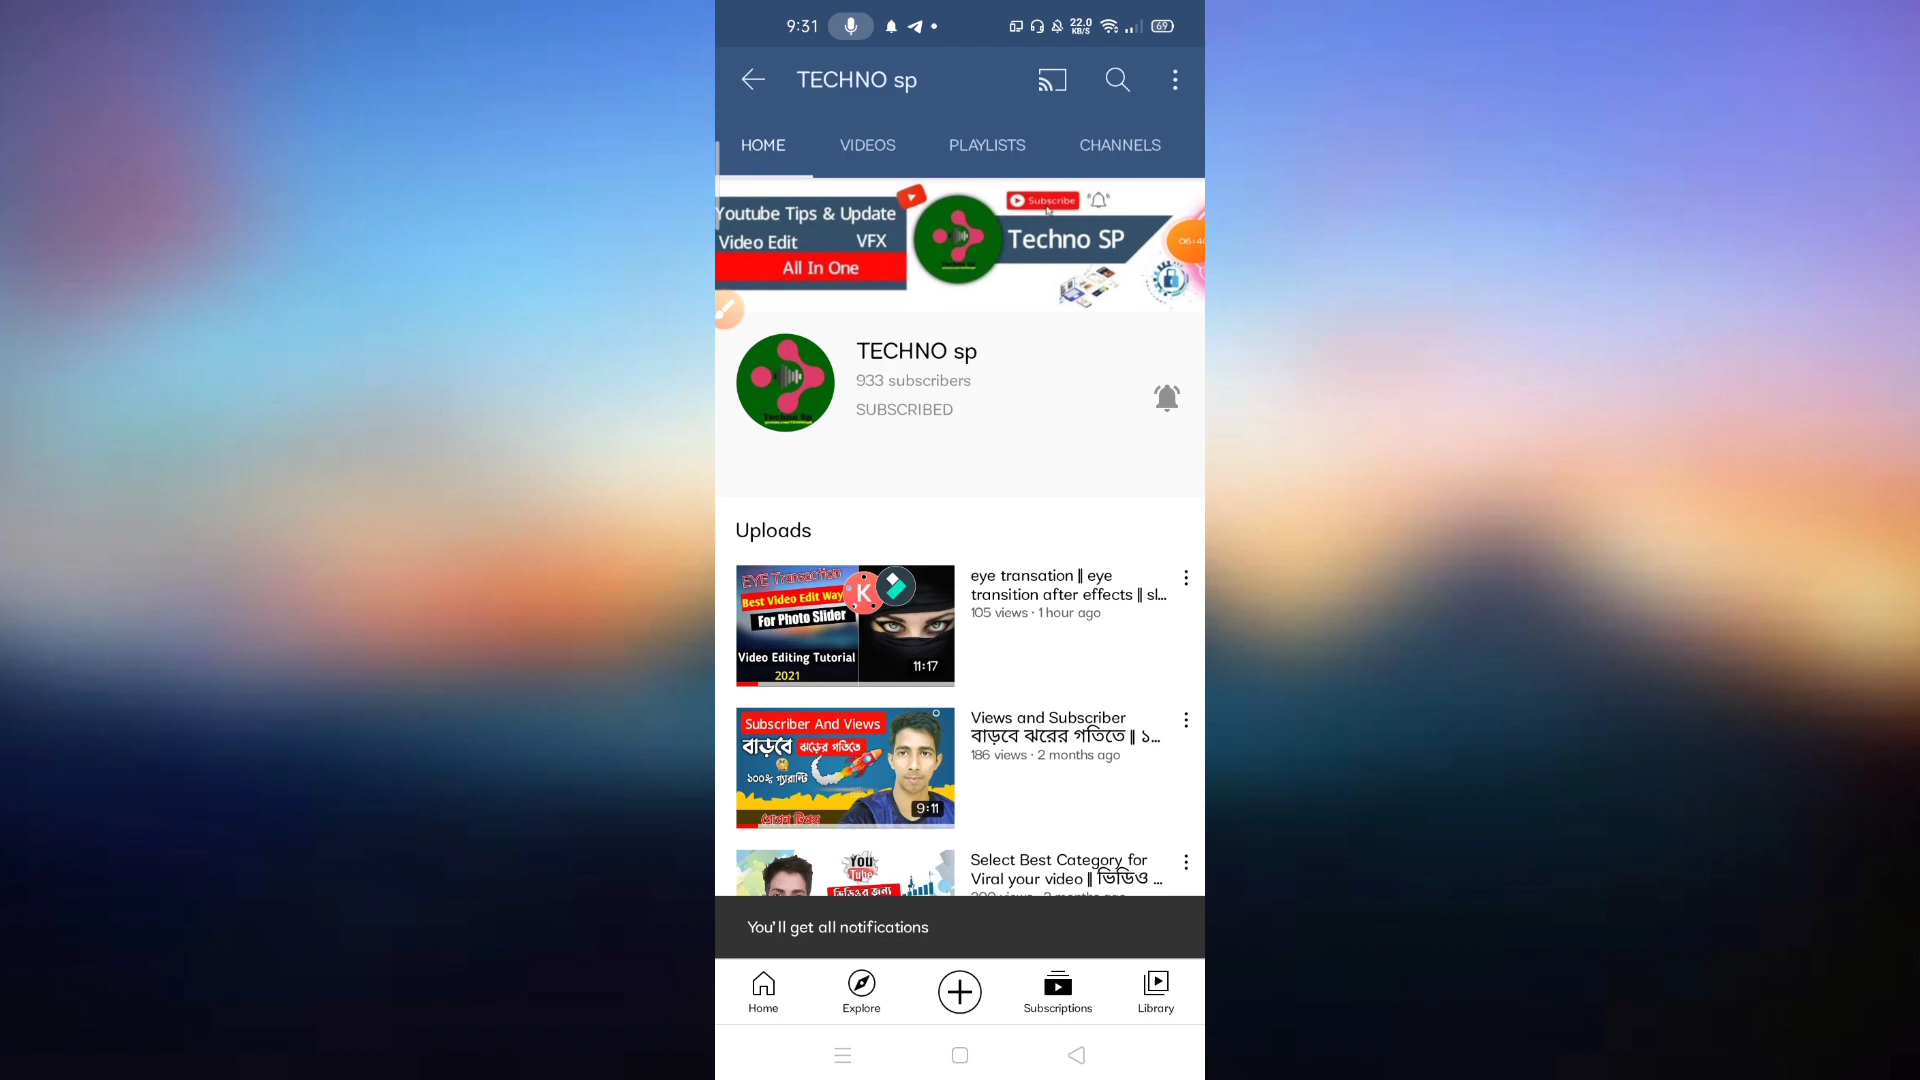 9:31
22.0
KB/S
69
TECHNO sp
HOME VIDEOS PLAYLISTS CHANNELS
Youtube Tips & Update
Video Edit VFX
All In One
Subscribe
Techno SP
TECHNO sp
933 subscribers
SUBSCRIBED
Techno Sp
Uploads
EYE Transaction
Best Video Edit Way
For Photo Slider
K
Video Editing Tutorial
2021
11:17
eye transation || eye
transition after effects || sl...
105 views · 1 hour ago
Subscriber And Views
বাড়বে ঝড়ের গতিতে
১০০% গ্যারান্টি
9:11
Views and Subscriber
বাড়বে ঝরের গতিতে || ১...
186 views · 2 months ago
You
Tube
ভিডিওর জন্য
Select Best Category for
Viral your video || ভিডিও ...
You'll get all notifications
Home Explore Subscriptions Library